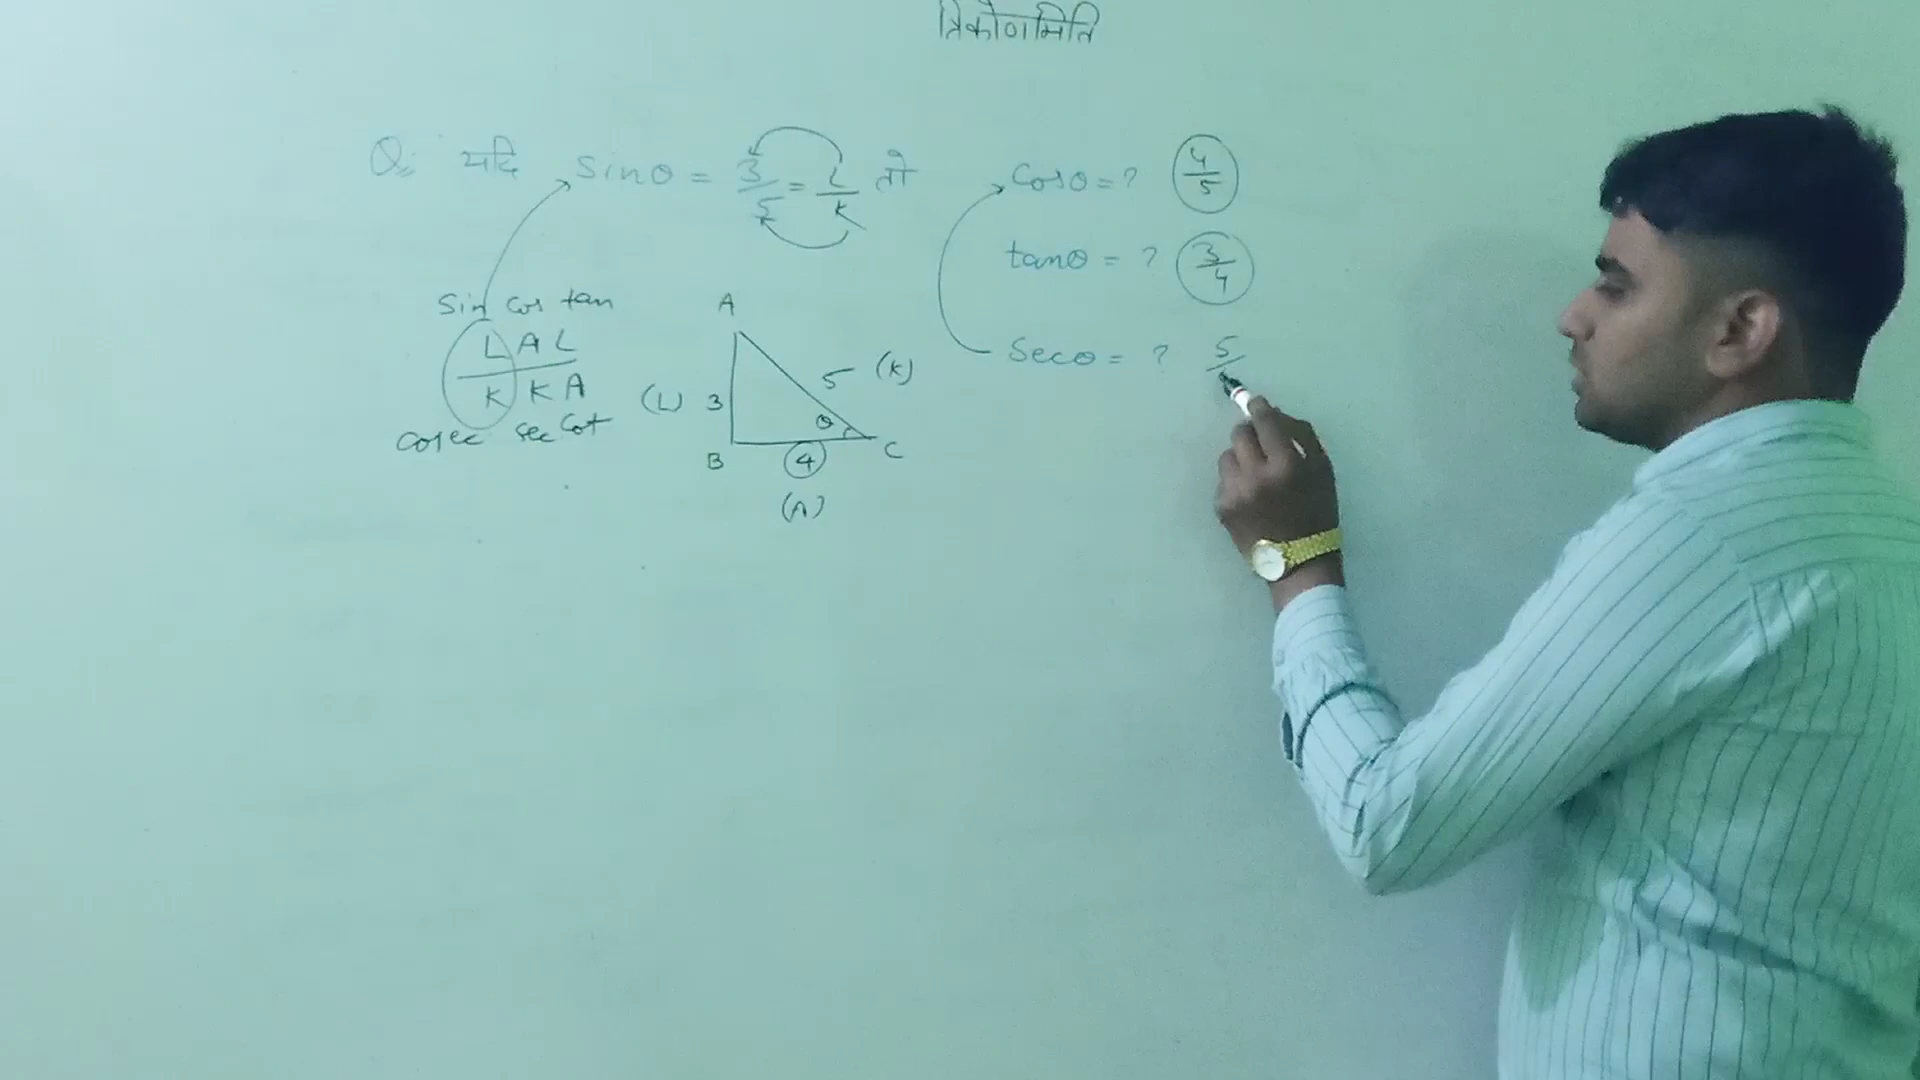 त्रिकोणमिति
Q: यदि sinθ = 3/5 = L/K तो
cosθ = ? 4/5
tanθ = ? 3/4
Secθ = ? 5/
Sin Cos tan
L A L
K K A
Cosec Sec Cot
A
(L) 3
5 (K)
θ
B
4
C
(A)